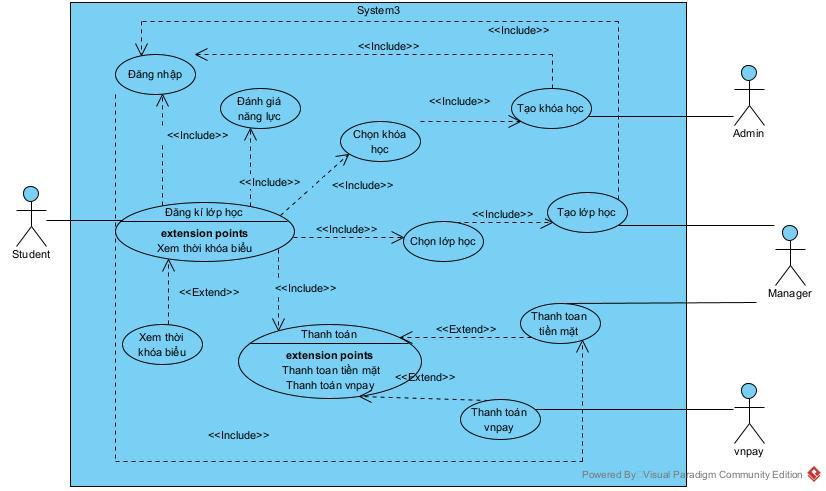 System3
<<Include>>
<<Include>>
Đăng nhập
Đánh giá
năng lực
<<Include>>
Tạo khóa học
Admin
<<Include>>
Chọn khóa
học
<<Include>>
<<Include>>
Đăng kí lớp học
extension points
Xem thời khóa biểu
Student
<<Include>>
Chọn lớp học
<<Include>>
Tạo lớp học
Manager
<<Extend>>
<<Include>>
Xem thời
khóa biểu
Thanh toán
extension points
Thanh toan tiền mặt
Thanh toán vnpay
<<Extend>>
Thanh toan
tiền mặt
<<Extend>>
Thanh toán
vnpay
vnpay
<<Include>>
Powered By Visual Paradigm Community Edition